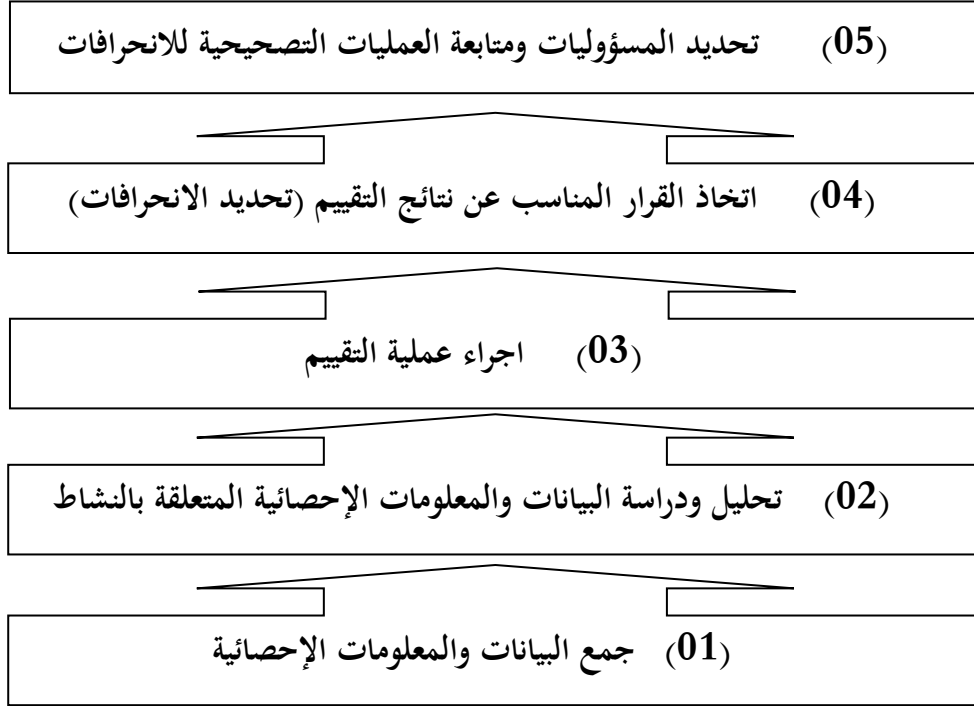 (05) تحديد المسؤوليات ومتابعة العمليات التصحيحية للانحرافات
(04) اتخاذ القرار المناسب عن نتائج التقييم (تحديد الانحرافات)
(03) اجراء عملية التقييم
(02) تحليل ودراسة البيانات والمعلومات الإحصائية المتعلقة بالنشاط
(01) جمع البيانات والمعلومات الإحصائية